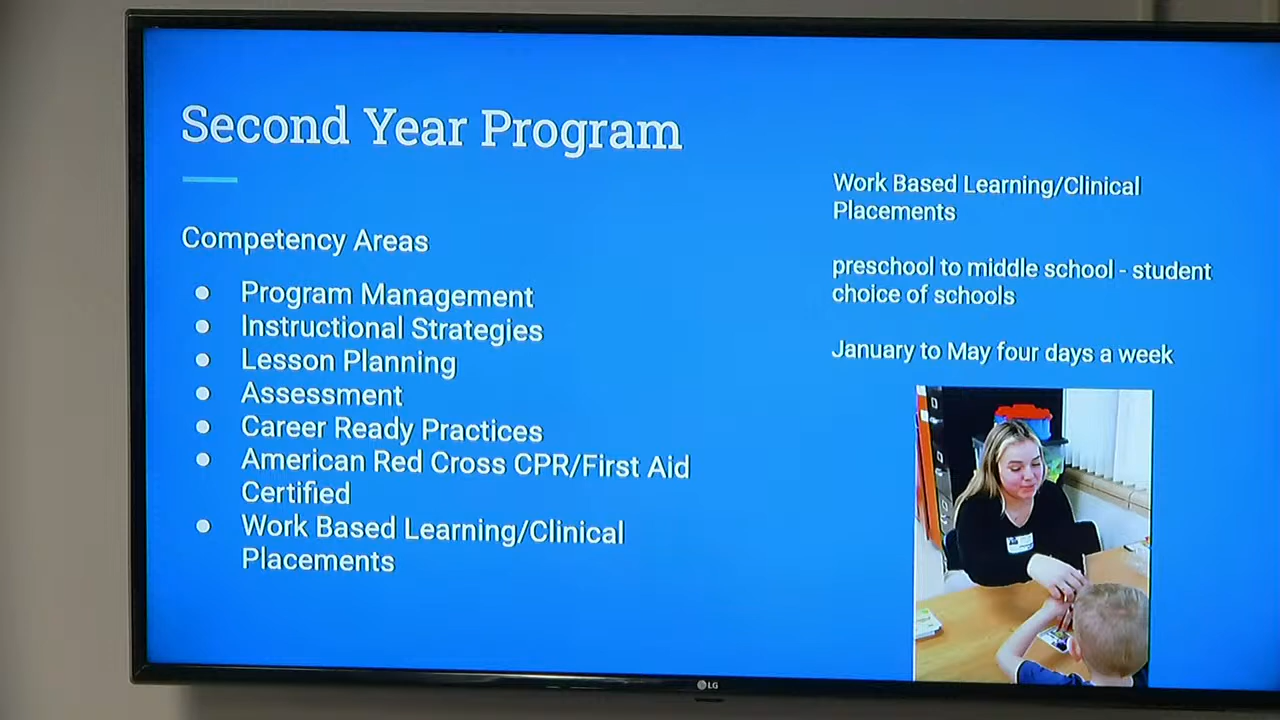 Second Year Program
Competency Areas
● Program Management
● Instructional Strategies
● Lesson Planning
● Assessment
● Career Ready Practices
● American Red Cross CPR/First Aid
Certified
● Work Based Learning/Clinical
Placements
Work Based Learning/Clinical
Placements
preschool to middle school - student
choice of schools
January to May four days a week
LG